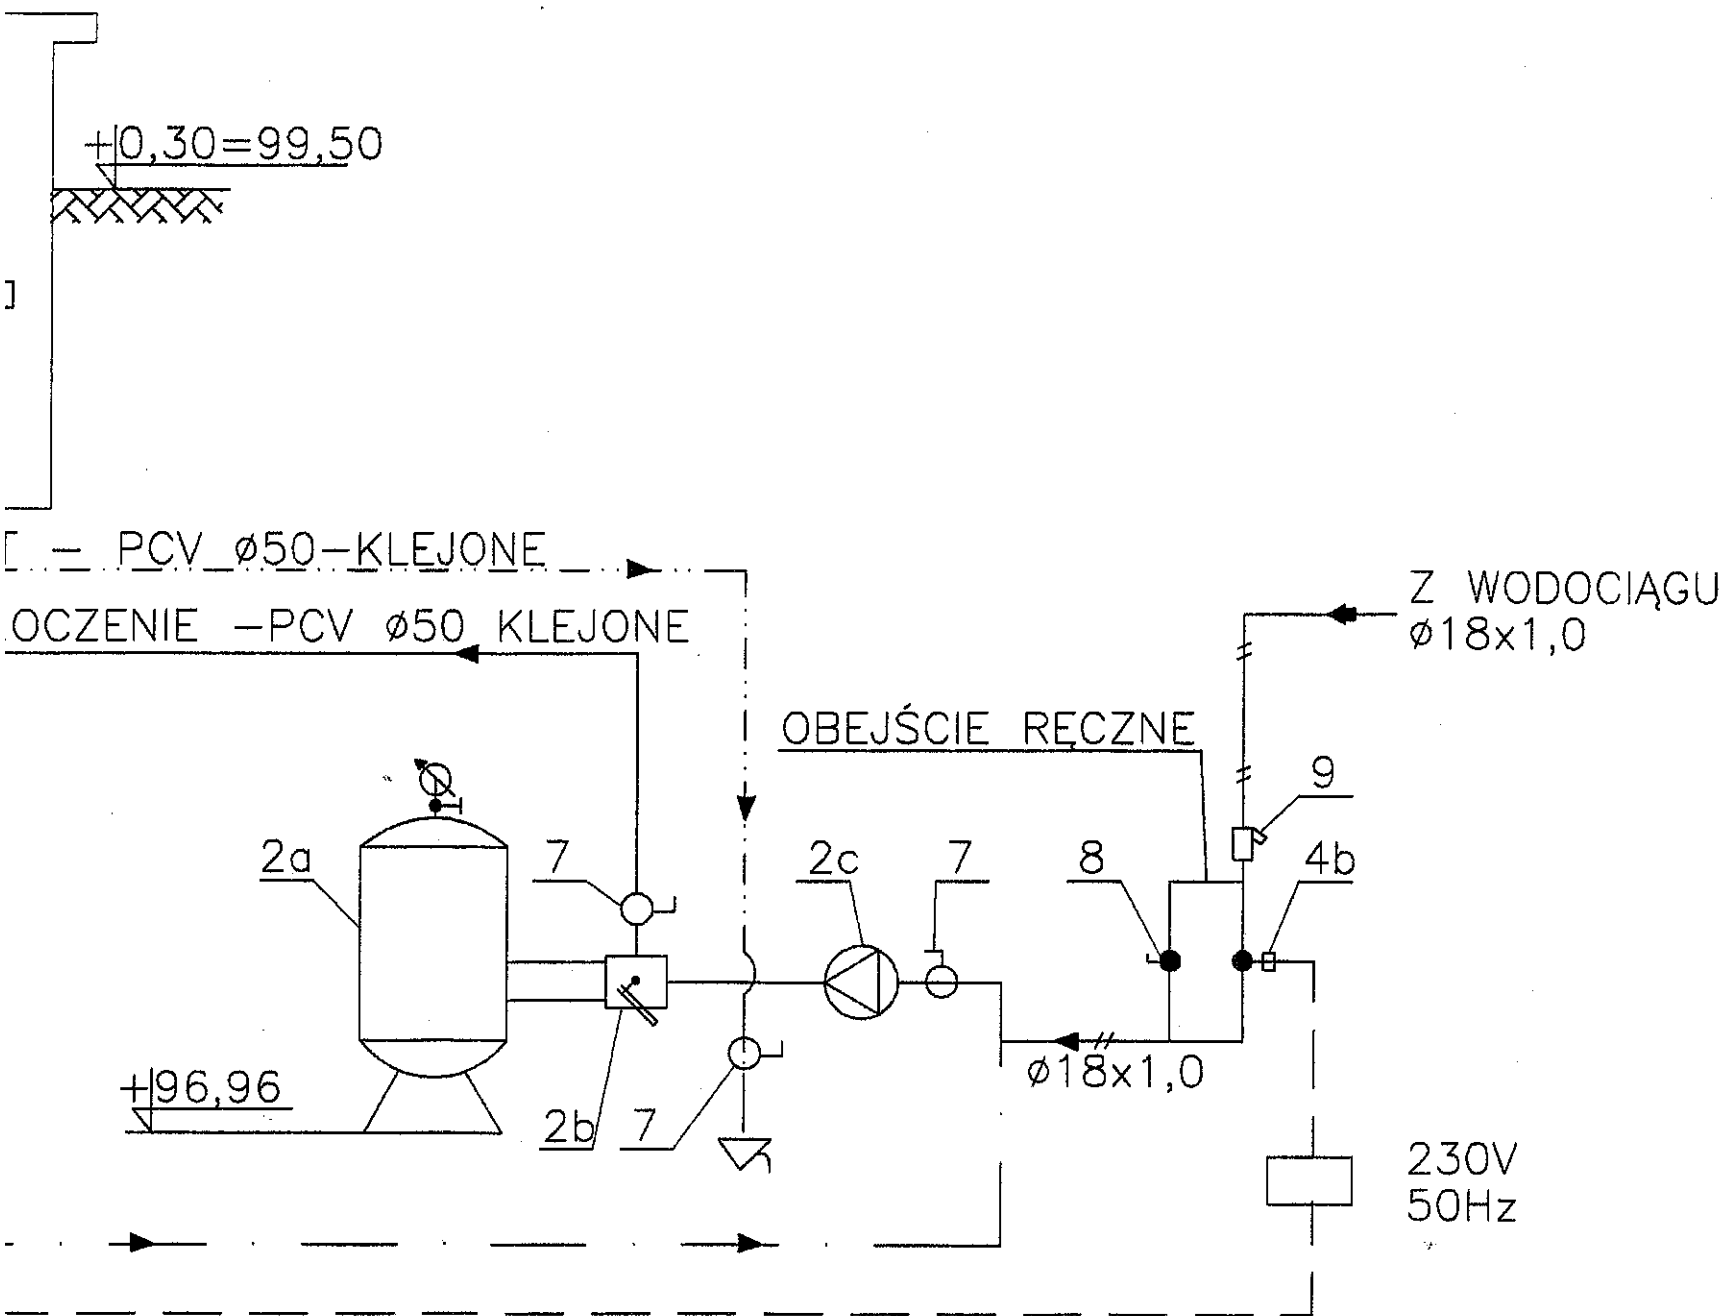 +0,30=99,50
– PCV ø50–KLEJONE
OCZENIE –PCV ø50 KLEJONE
Z WODOCIĄGU
ø18x1,0
OBEJŚCIE RĘCZNE
9
2a
7
2c
7
8
4b
ø18x1,0
+96,96
2b
7
230V
50Hz